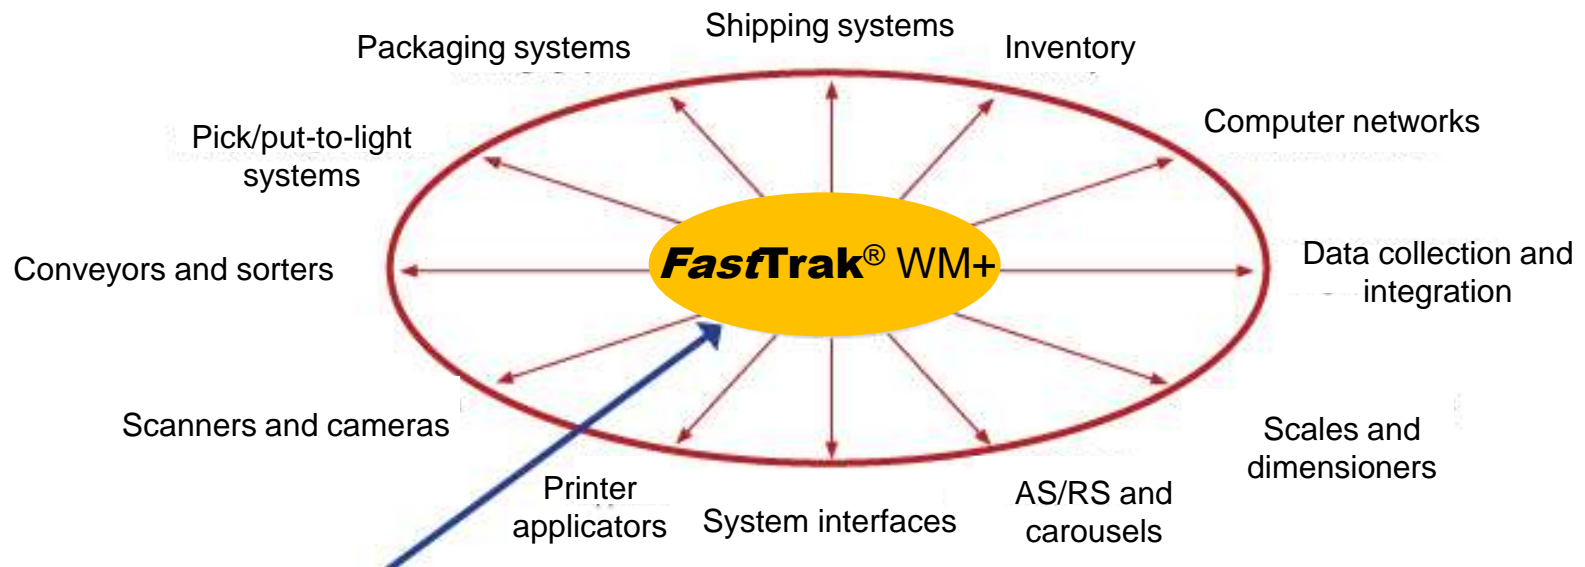 Shipping systems
Packaging systems
Inventory
Computer networks
Pick/put-to-light
systems
FastTrak® WM+
Data collection and
integration
Conveyors and sorters
Scanners and cameras
Scales and
dimensioners
Printer
applicators
System interfaces
AS/RS and
carousels